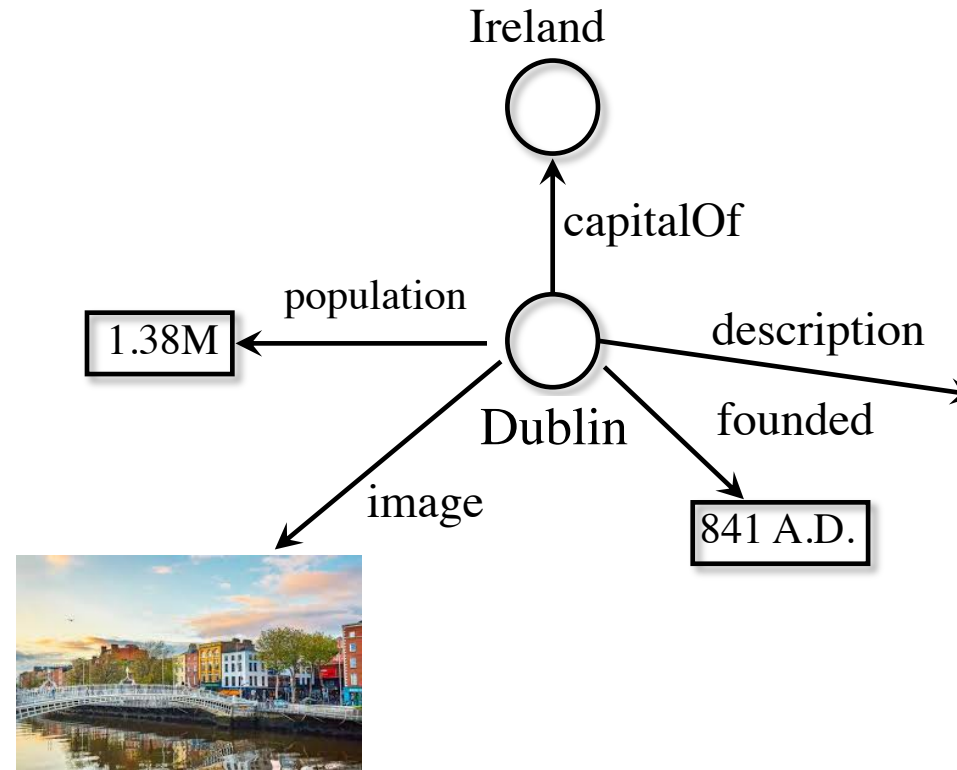 Ireland
capitalOf
population
1.38M
description
Dublin
founded
image
841 A.D.